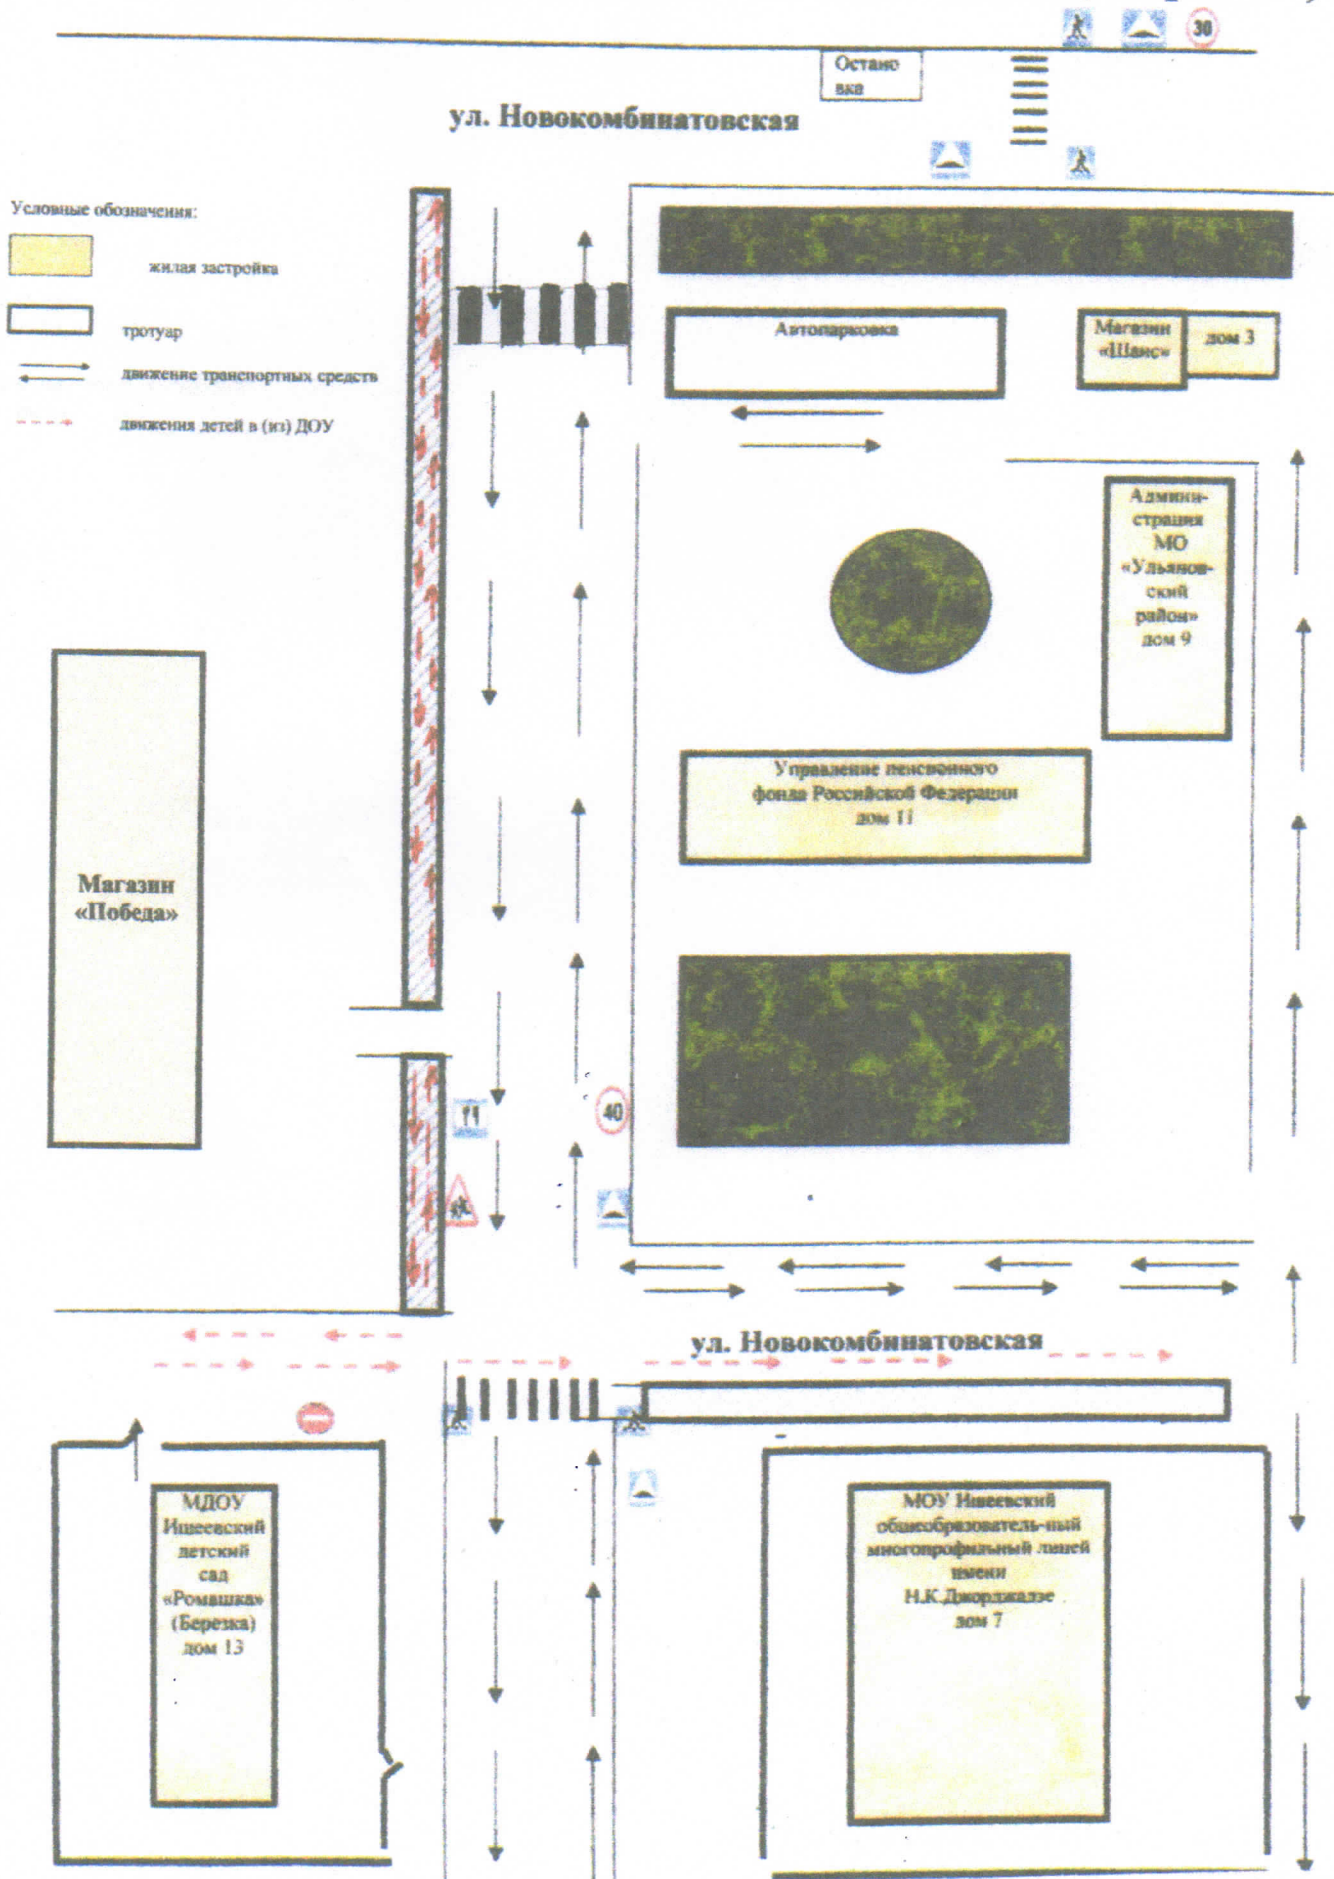 30
Остано
вка
ул. Новокомбинатовская
Условные обозначения:
жилая застройка
тротуар
движение транспортных средств
движения детей в (из) ДОУ
Автопарковка
Магазин
«Шанс»
дом 3
Админи-
страция
МО
«Ульянов-
ский
район»
дом 9
Управление пенсионного
фонда Российской Федерации
дом 11
Магазин
«Победа»
40
ул. Новокомбинатовская
МДОУ
Ишеевский
детский
сад
«Ромашка»
(Березка)
дом 13
МОУ Ишеевский
общеобразователь-ный
многопрофильный лицей
имени
Н.К.Джорджадзе
дом 7